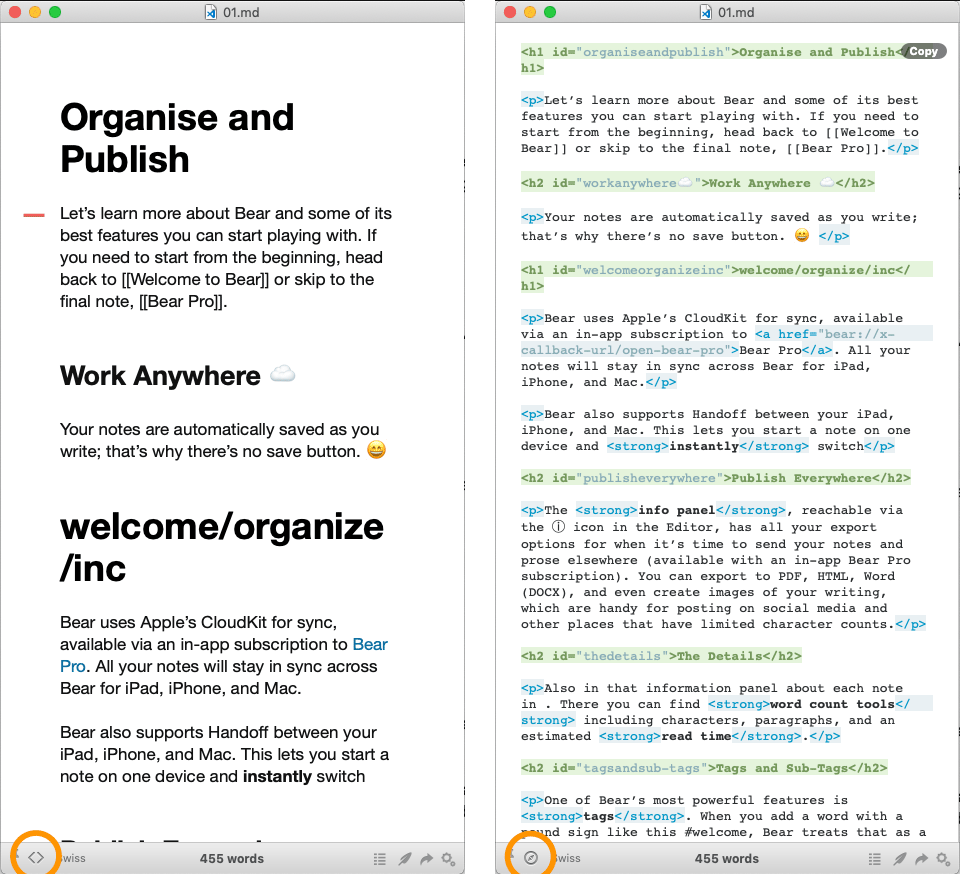 01.md
Organise and
Publish
Let’s learn more about Bear and some of its
best features you can start playing with. If
you need to start from the beginning, head
back to [[Welcome to Bear]] or skip to the
final note, [[Bear Pro]].
Work Anywhere ☁️
Your notes are automatically saved as you
write; that’s why there’s no save button. 😄
welcome/organize
/inc
Bear uses Apple’s CloudKit for sync,
available via an in-app subscription to Bear
Pro. All your notes will stay in sync across
Bear for iPad, iPhone, and Mac.
Bear also supports Handoff between your
iPad, iPhone, and Mac. This lets you start a
note on one device and instantly switch
<> wiss
455 words
01.md
<h1 id="organiseandpublish">Organise and Publish</
Copy
h1>
<p>Let’s learn more about Bear and some of its best
features you can start playing with. If you need to
start from the beginning, head back to [[Welcome to
Bear]] or skip to the final note, [[Bear Pro]].</p>
<h2 id="workanywhere☁️">Work Anywhere ☁️</h2>
<p>Your notes are automatically saved as you write;
that’s why there’s no save button. 😄 </p>
<h1 id="welcomeorganizeinc">welcome/organize/inc</
h1>
<p>Bear uses Apple’s CloudKit for sync, available
via an in-app subscription to <a href="bear://x-
callback-url/open-bear-pro">Bear Pro</a>. All your
notes will stay in sync across Bear for iPad,
iPhone, and Mac.</p>
<p>Bear also supports Handoff between your iPad,
iPhone, and Mac. This lets you start a note on one
device and <strong>instantly</strong> switch</p>
<h2 id="publisheverywhere">Publish Everywhere</h2>
<p>The <strong>info panel</strong>, reachable via
the ⓘ icon in the Editor, has all your export
options for when it’s time to send your notes and
prose elsewhere (available with an in-app Bear Pro
subscription). You can export to PDF, HTML, Word
(DOCX), and even create images of your writing,
which are handy for posting on social media and
other places that have limited character counts.</p>
<h2 id="thedetails">The Details</h2>
<p>Also in that information panel about each note
in . There you can find <strong>word count tools</
strong> including characters, paragraphs, and an
estimated <strong>read time</strong>.</p>
<h2 id="tagsandsub-tags">Tags and Sub-Tags</h2>
<p>One of Bear’s most powerful features is
<strong>tags</strong>. When you add a word with a
pound sign like this #welcome, Bear treats that as a
Swiss
455 words